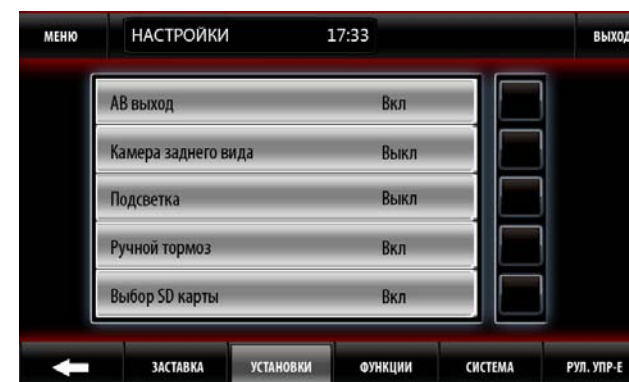 МЕНЮ НАСТРОЙКИ 17:33 ВЫХОД
АВ выход Вкл
Камера заднего вида Выкл
Подсветка Выкл
Ручной тормоз Вкл
Выбор SD карты Вкл
ЗАСТАВКА УСТАНОВКИ ФУНКЦИИ СИСТЕМА РУЛ. УПР-Е